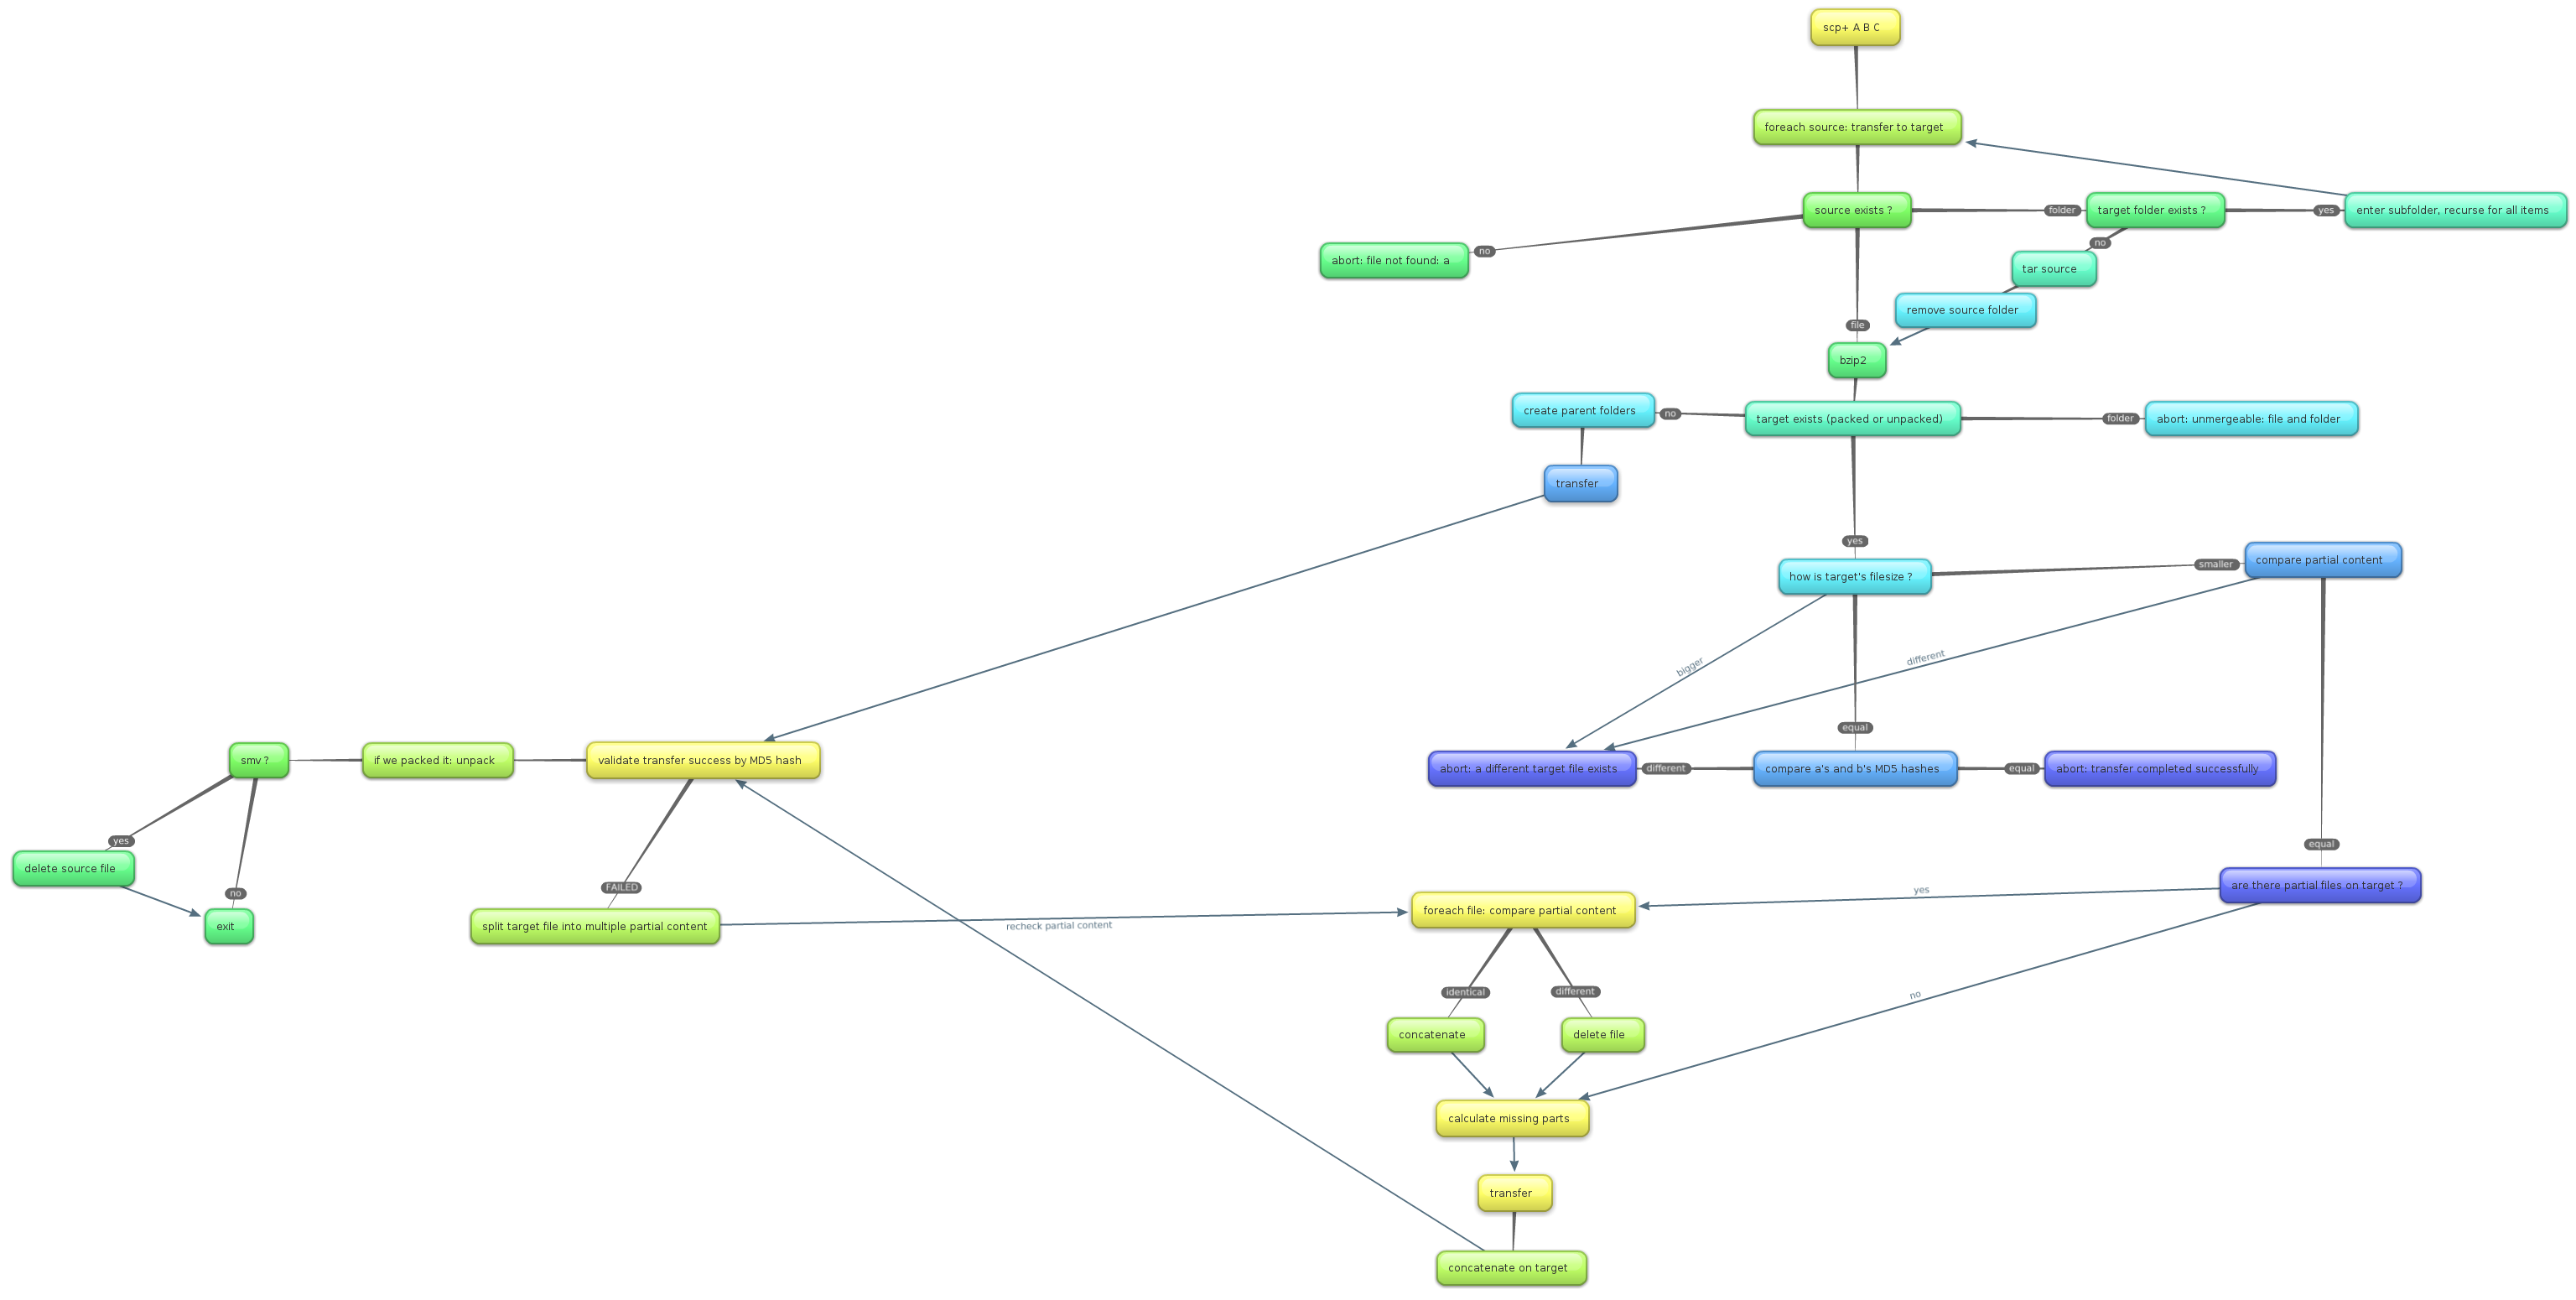 scp+ A B C
foreach source: transfer to target
source exists ?
folder
target folder exists ?
yes
enter subfolder, recurse for all items
no
abort: file not found: a
no
tar source
remove source folder
file
bzip2
create parent folders
no
target exists (packed or unpacked)
folder
abort: unmergeable: file and folder
transfer
yes
how is target's filesize ?
smaller
compare partial content
bigger
different
equal
smv ?
if we packed it: unpack
validate transfer success by MD5 hash
abort: a different target file exists
different
compare a's and b's MD5 hashes
equal
abort: transfer completed successfully
yes
delete source file
no
exit
FAILED
split target file into multiple partial content
recheck partial content
foreach file: compare partial content
yes
equal
are there partial files on target ?
identical
different
no
concatenate
delete file
calculate missing parts
transfer
concatenate on target